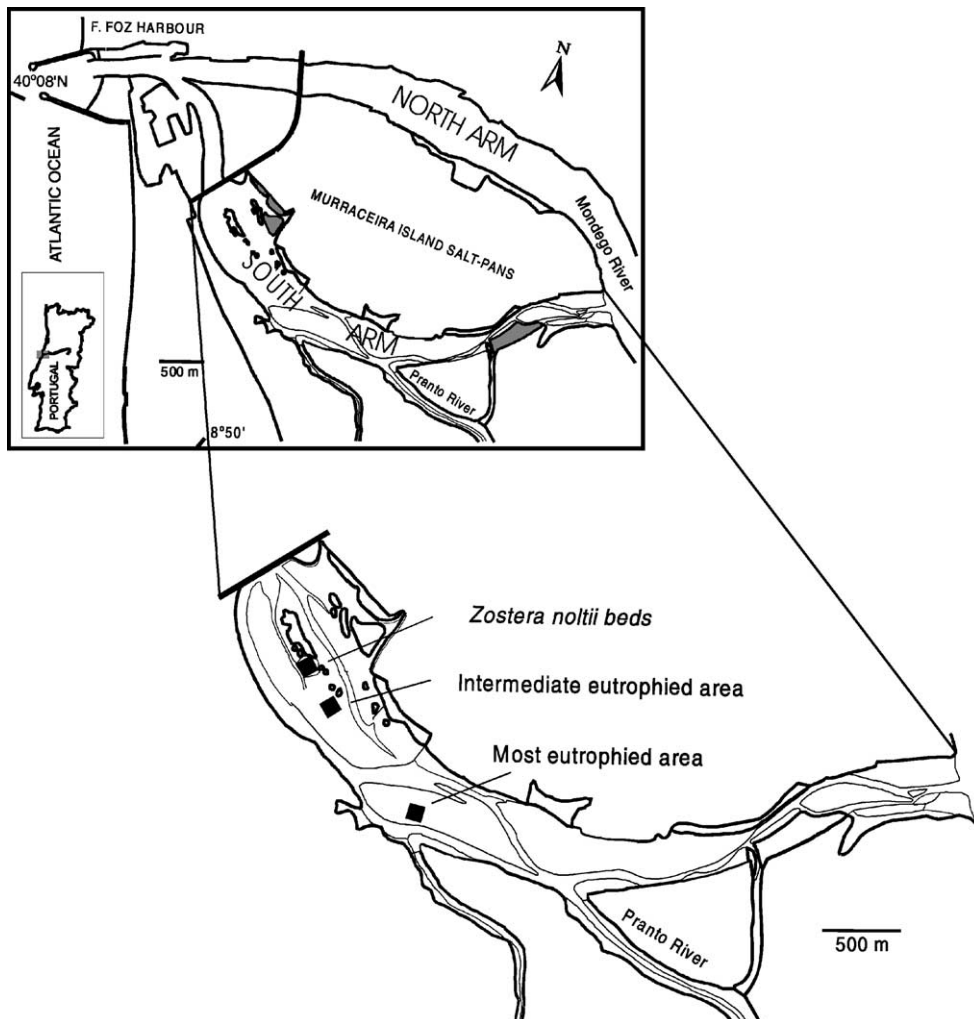 F. FOZ HARBOUR
40°08'N
N
NORTH ARM
ATLANTIC OCEAN
MURRACEIRA ISLAND SALT-PANS
Mondego River
SOUTH
ARM
500 m
Pranto River
PORTUGAL
8°50'
Zostera noltii beds
Intermediate eutrophied area
Most eutrophied area
Pranto River
500 m